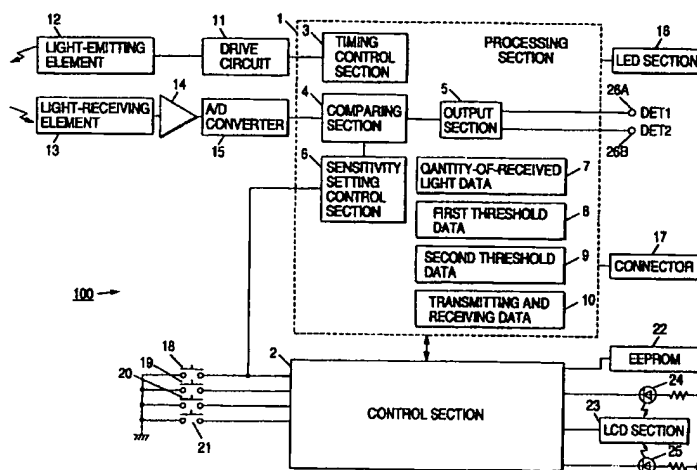 12
11
1
3
LIGHT-EMITTING
ELEMENT
DRIVE
CIRCUIT
TIMING
CONTROL
SECTION
PROCESSING
SECTION
16
LED SECTION
14
4
5
26A
LIGHT-RECEIVING
ELEMENT
A/D
CONVERTER
COMPARING
SECTION
OUTPUT
SECTION
DET1
DET2
26B
13
15
6
SENSITIVITY
SETTING
CONTROL
SECTION
QANTITY-OF-RECEIVED
LIGHT DATA
7
FIRST THRESHOLD
DATA
8
SECOND THRESHOLD
DATA
9
17
CONNECTOR
TRANSMITTING AND
RECEIVING DATA
10
100
18
19
20
21
2
CONTROL SECTION
22
EEPROM
24
23
LCD SECTION
25